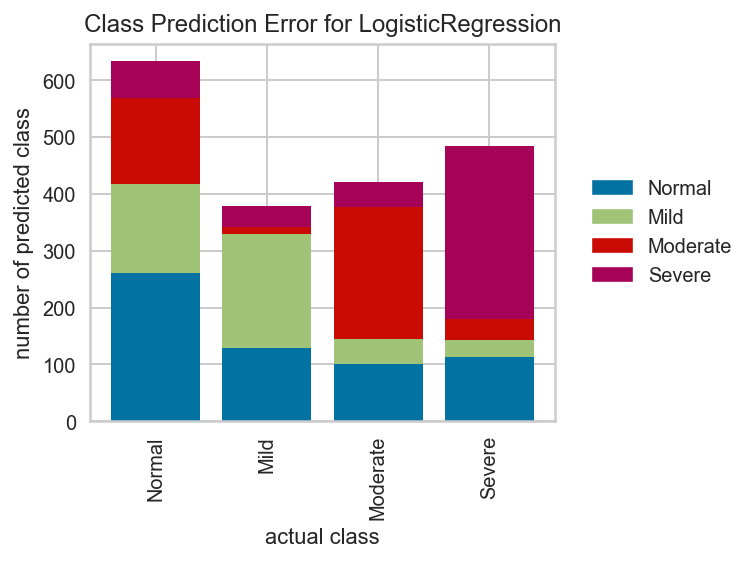 Class Prediction Error for LogisticRegression
number of predicted class
600
500
400
300
200
100
0
Normal
Mild
Moderate
Severe
actual class
Normal
Mild
Moderate
Severe